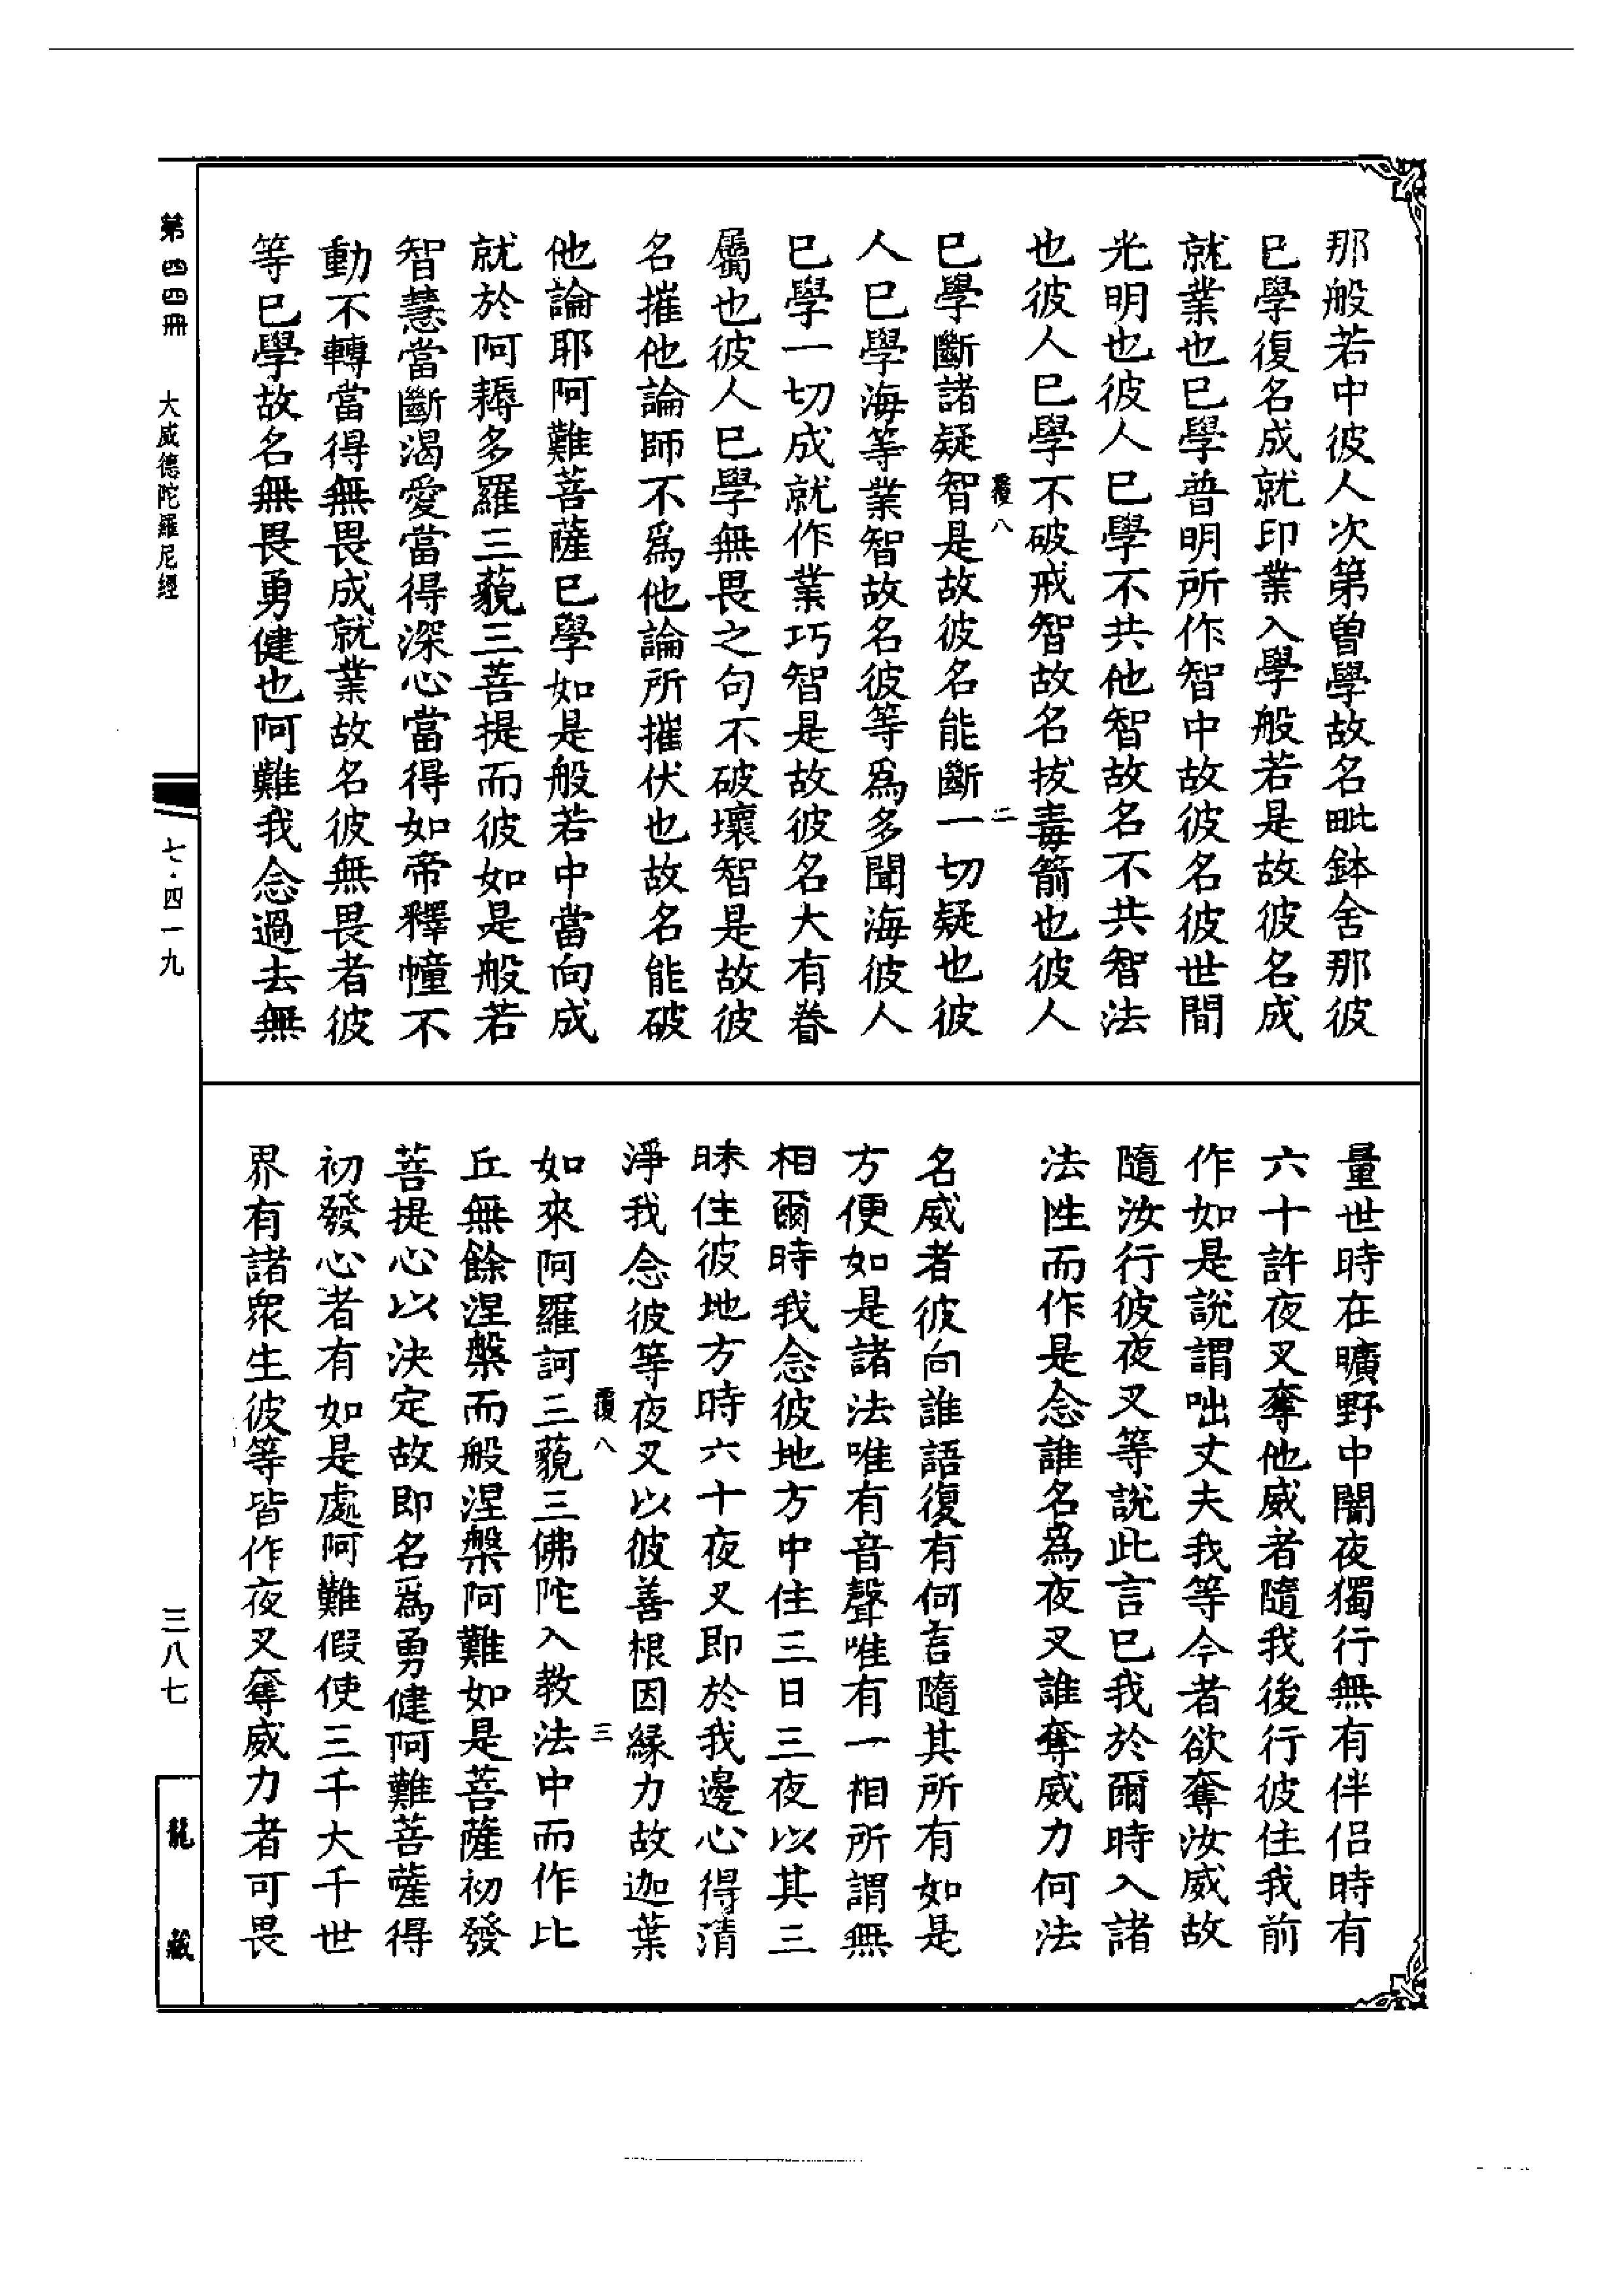 那般若中彼人次第曾學故名毗鉢舍那彼
巳學復名成就印業入學般若是故彼名成
就業也巳學普明所作智中故彼名彼世間
光明也彼人巳學不共他智故名不共智法
也彼人巳學不破戒智故名拔毒箭也彼人
覆八 二
巳學斷諸疑智是故彼名能斷一切疑也彼
人巳學海等業智故名彼等爲多聞海彼人
巳學一切成就作業巧智是故彼名大有眷
屬也彼人巳學無畏之句不破壞智是故彼
名摧他論師不爲他論所摧伏也故名能破
他論耶阿難菩薩巳學如是般若中當向成
就於阿耨多羅三藐三菩提而彼如是般若
智慧當斷渴愛當得深心當得如帝釋幢不
動不轉當得無畏成就業故名彼無畏者彼
等巳學故名無畏勇健也阿難我念過去無
量世時在曠野中闇夜獨行無有伴侶時有
六十許夜叉奪他威者隨我後行彼住我前
作如是說謂咄丈夫我等今者欲奪汝威故
隨汝行彼夜叉等說此言巳我於爾時入諸
法性而作是念誰名爲夜叉誰奪威力何法
名威者彼向誰語復有何言隨其所有如是
方便如是諸法唯有音聲唯有一相所謂無
相爾時我念彼地方中住三日三夜以其三
昧住彼地方時六十夜叉即於我邊心得清
淨我念彼等夜叉以彼善根因緣力故迦葉
覆八 三
如來阿羅訶三藐三佛陀入教法中而作比
丘無餘涅槃而般涅槃阿難如是菩薩初發
菩提心以決定故即名爲勇健阿難菩薩得
初發心者有如是處阿難假使三千大千世
界有諸衆生彼等皆作夜叉奪威力者可畏
第四四冊 大威德陀羅尼經 七·四一九 三八七 龍藏